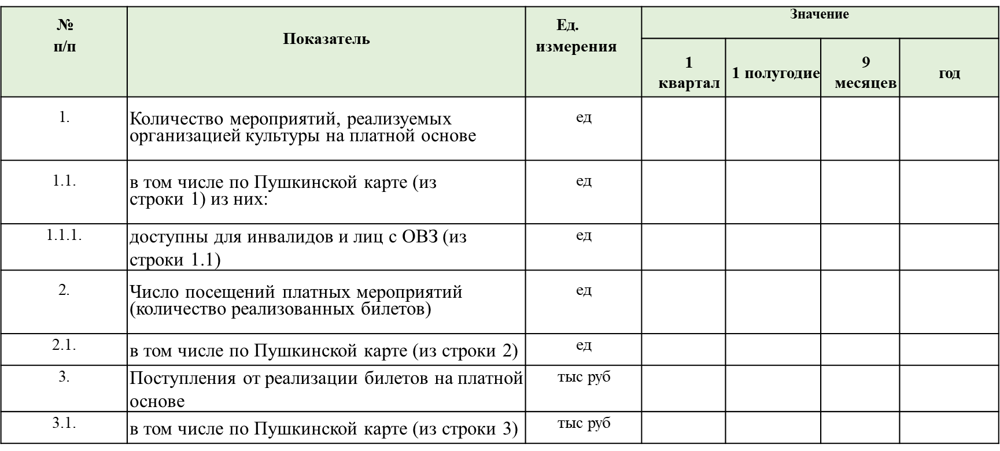 №
п/п
Показатель
Ед.
измерения
Значение
1
квартал
1 полугодие
9
месяцев
год
1.
Количество мероприятий, реализуемых
организацией культуры на платной основе
ед
1.1.
в том числе по Пушкинской карте (из
строки 1) из них:
ед
1.1.1.
доступны для инвалидов и лиц с ОВЗ (из
строки 1.1)
ед
2.
Число посещений платных мероприятий
(количество реализованных билетов)
ед
2.1.
в том числе по Пушкинской карте (из строки 2)
ед
3.
Поступления от реализации билетов на платной
основе
тыс руб
3.1.
в том числе по Пушкинской карте (из строки 3)
тыс руб